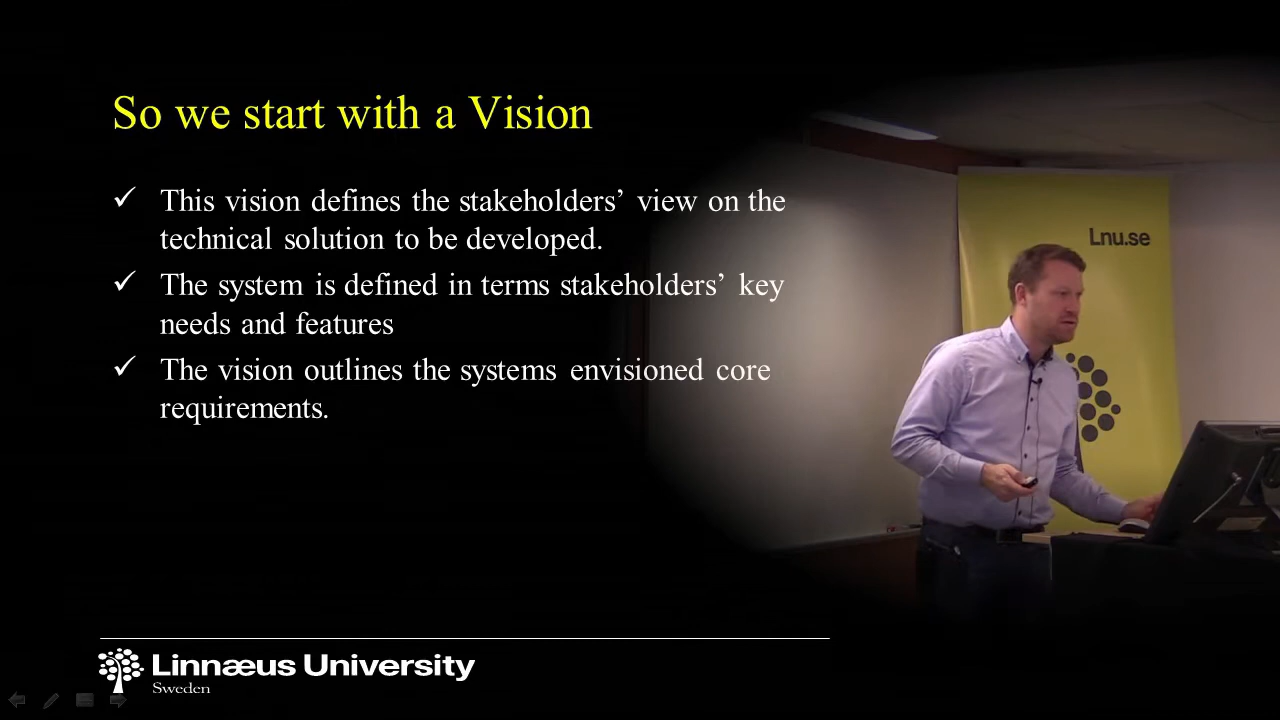 So we start with a Vision
✓ This vision defines the stakeholders’ view on the
technical solution to be developed.
✓ The system is defined in terms stakeholders’ key
needs and features
✓ The vision outlines the systems envisioned core
requirements.
Lnu.se
Linnæus University
Sweden